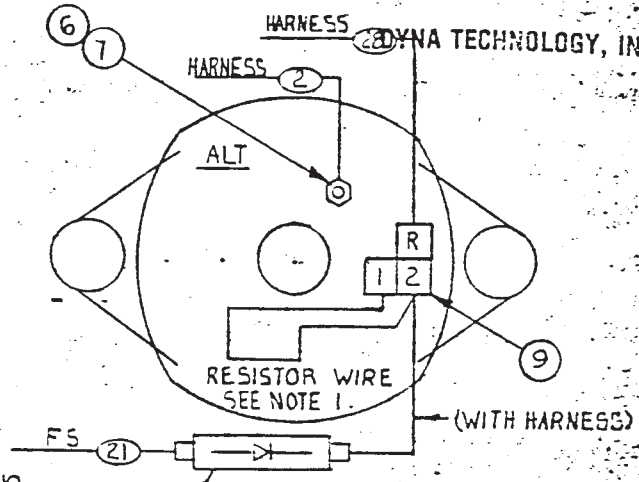 6
7
HARNESS 28
DYNA TECHNOLOGY, IN
HARNESS 2
ALT
R
1 2
9
RESISTOR WIRE
SEE NOTE 1.
(WITH HARNESS)
F5 21